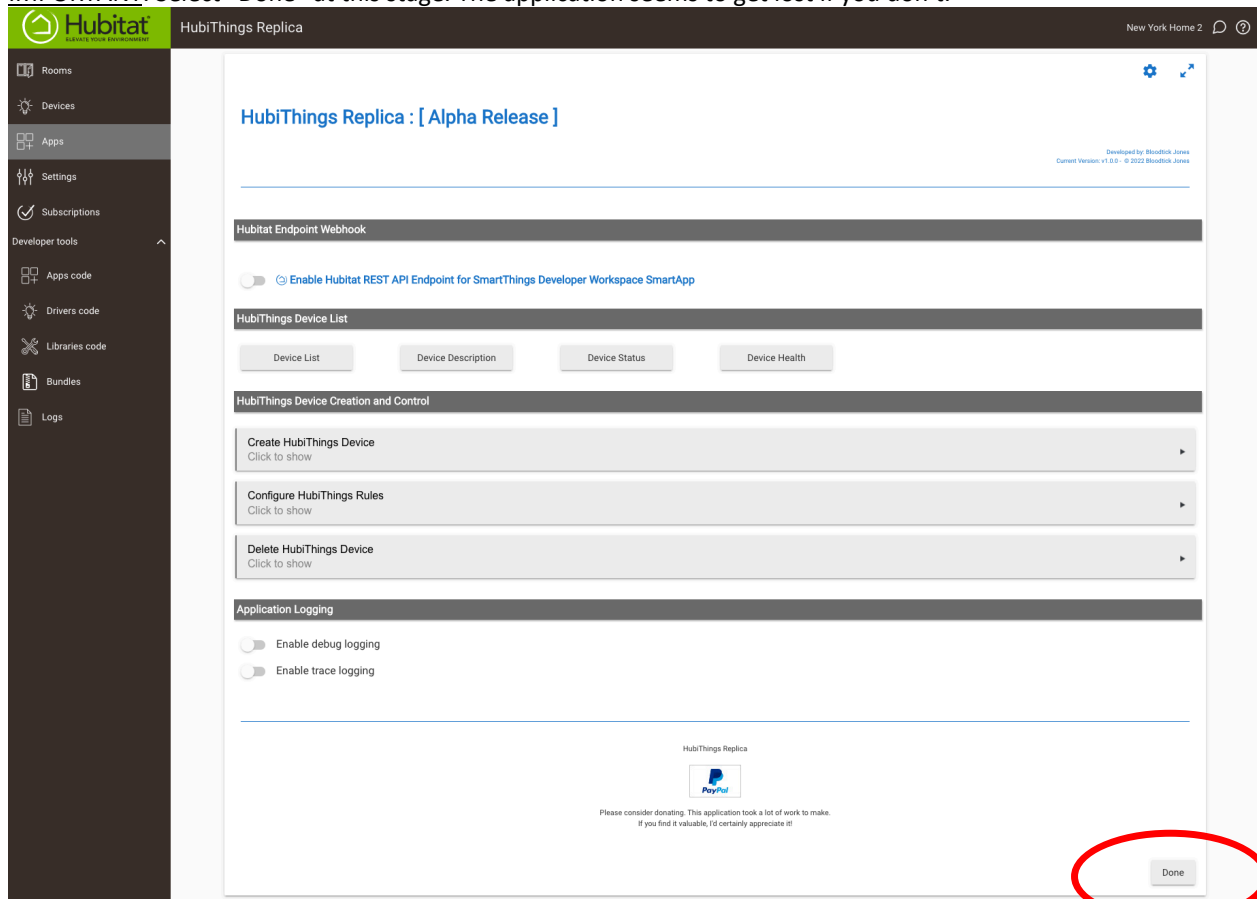 IMPORTANT: Select "Done" at this stage. The application seems to get lost if you don't.
Hubitat
ELEVATE YOUR ENVIRONMENT
HubiThings Replica
New York Home 2
Rooms
Devices
Apps
Settings
Subscriptions
Developer tools
Apps code
Drivers code
Libraries code
Bundles
Logs
HubiThings Replica : [ Alpha Release ]
Developed by: Bloodtick Jones
Current Version: v1.0.0 - © 2022 Bloodtick Jones
Hubitat Endpoint Webhook
Enable Hubitat REST API Endpoint for SmartThings Developer Workspace SmartApp
HubiThings Device List
Device List
Device Description
Device Status
Device Health
HubiThings Device Creation and Control
Create HubiThings Device
Click to show
Configure HubiThings Rules
Click to show
Delete HubiThings Device
Click to show
Application Logging
Enable debug logging
Enable trace logging
HubiThings Replica
PayPal
Please consider donating. This application took a lot of work to make.
If you find it valuable, I'd certainly appreciate it!
Done